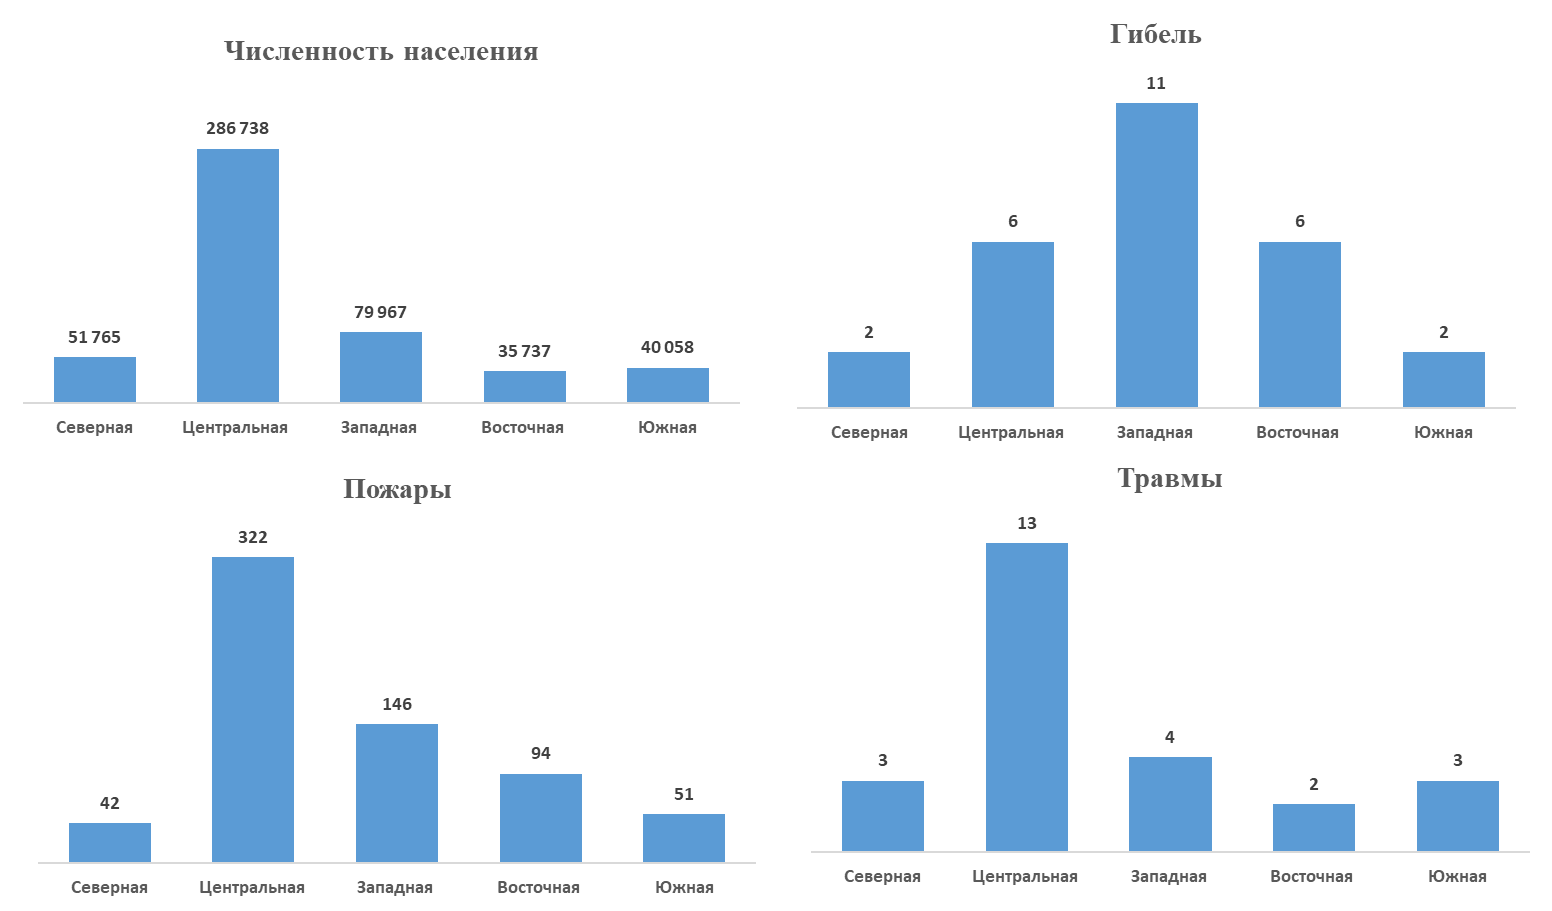 Численность населения
286 738
79 967
51 765
40 058
35 737
Северная
Центральная
Западная
Восточная
Южная
Гибель
11
6
6
2
2
Северная
Центральная
Западная
Восточная
Южная
Пожары
322
146
94
51
42
Северная
Центральная
Западная
Восточная
Южная
Травмы
13
4
3
3
2
Северная
Центральная
Западная
Восточная
Южная